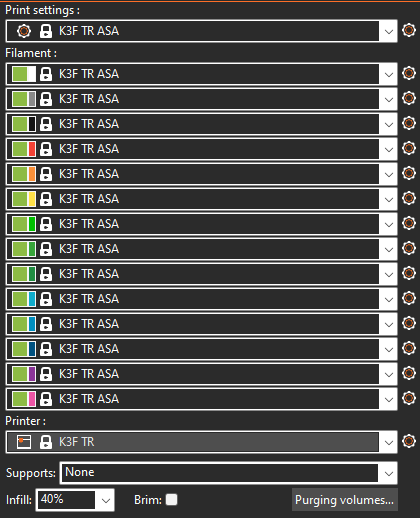 Print settings :
K3F TR ASA
Filament :
K3F TR ASA
K3F TR ASA
K3F TR ASA
K3F TR ASA
K3F TR ASA
K3F TR ASA
K3F TR ASA
K3F TR ASA
K3F TR ASA
K3F TR ASA
K3F TR ASA
K3F TR ASA
K3F TR ASA
K3F TR ASA
Printer :
K3F TR
Supports: None
Infill: 40% Brim: Purging volumes...